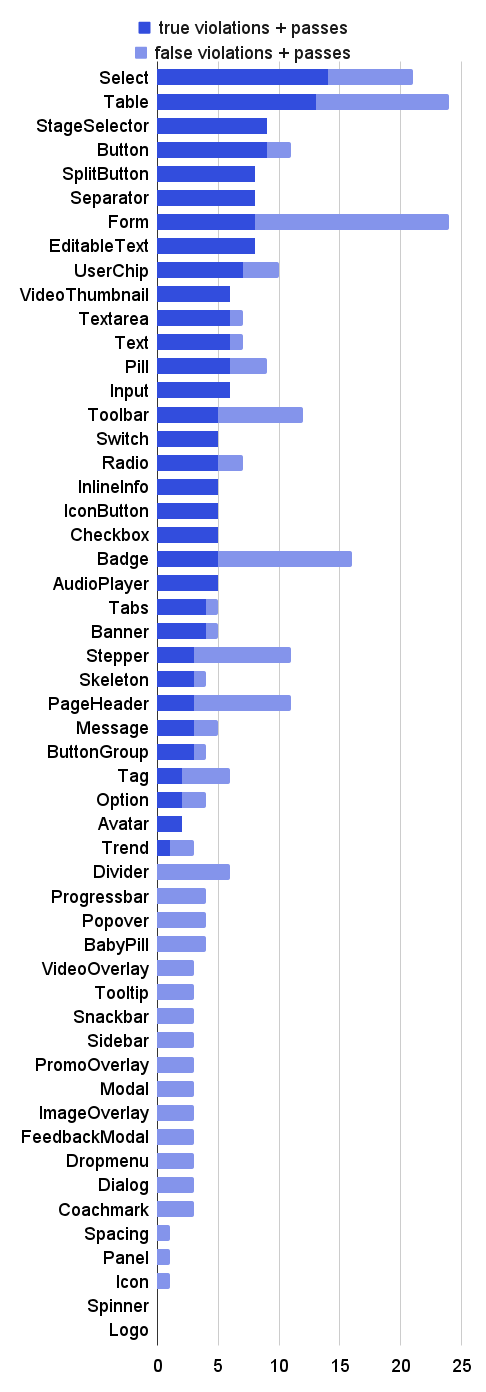 true violations + passes
false violations + passes
Select
Table
StageSelector
Button
SplitButton
Separator
Form
EditableText
UserChip
VideoThumbnail
Textarea
Text
Pill
Input
Toolbar
Switch
Radio
InlineInfo
IconButton
Checkbox
Badge
AudioPlayer
Tabs
Banner
Stepper
Skeleton
PageHeader
Message
ButtonGroup
Tag
Option
Avatar
Trend
Divider
Progressbar
Popover
BabyPill
VideoOverlay
Tooltip
Snackbar
Sidebar
PromoOverlay
Modal
ImageOverlay
FeedbackModal
Dropmenu
Dialog
Coachmark
Spacing
Panel
Icon
Spinner
Logo
0 5 10 15 20 25